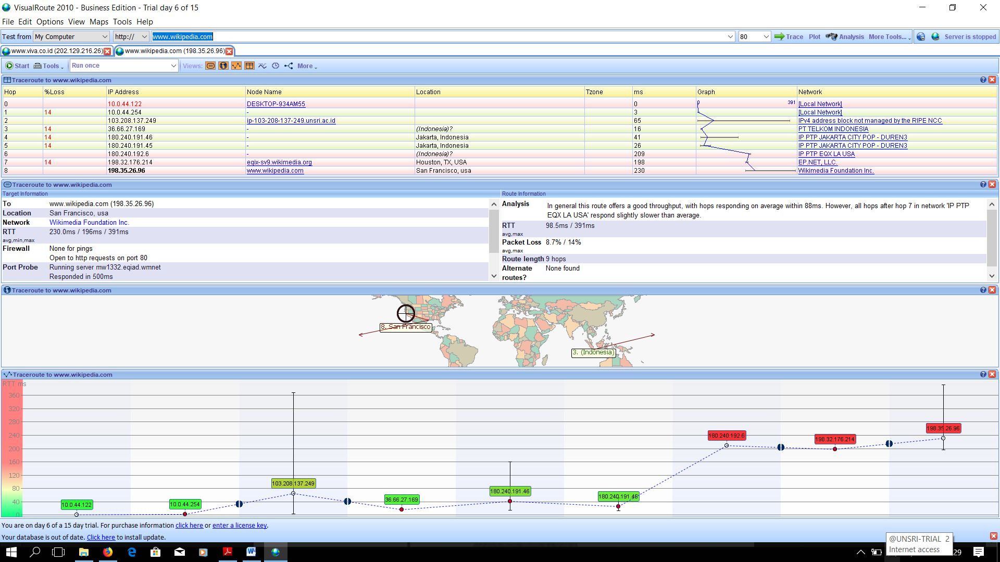 VisualRoute 2010 - Business Edition - Trial day 6 of 15
File Edit Options View Maps Tools Help
Test from My Computer http:// www.wikipedia.com 80 Trace Plot Analysis More Tools... Server is stopped
www.viva.co.id (202.129.216.26) www.wikipedia.com (198.35.26.96)
Start Tools Run once Views: More
Traceroute to www.wikipedia.com
Hop %Loss IP Address Node Name Location Tzone ms Graph Network
0 10.0.44.122 DESKTOP-934AM55 0 0 391 [Local Network]
1 14 10.0.44.254 - 3 [Local Network]
2 103.208.137.249 ip-103-208-137-249.unsri.ac.id 65 IPv4 address block not managed by the RIPE NCC
3 14 36.66.27.169 - (Indonesia)? 16 PT TELKOM INDONESIA
4 14 180.240.191.46 - Jakarta, Indonesia 41 IP PTP JAKARTA CITY POP - DUREN3
5 14 180.240.191.45 - Jakarta, Indonesia 26 IP PTP JAKARTA CITY POP - DUREN3
6 180.240.192.6 - (Indonesia)? 209 IP PTP EQX LA USA
7 14 198.32.176.214 eqix-sv9.wikimedia.org Houston, TX, USA 198 EP.NET, LLC.
8 198.35.26.96 www.wikipedia.com San Francisco, usa 230 Wikimedia Foundation Inc.
Traceroute to www.wikipedia.com
Target Information
To www.wikipedia.com (198.35.26.96)
Location San Francisco, usa
Network Wikimedia Foundation Inc.
RTT 230.0ms / 196ms / 391ms
avg,min,max
Firewall None for pings
Open to http requests on port 80
Port Probe Running server mw1332.eqiad.wmnet
Responded in 500ms
Route Information
Analysis In general this route offers a good throughput, with hops responding on average within 88ms. However, all hops after hop 7 in network 'IP PTP
EQX LA USA' respond slightly slower than average.
RTT 98.5ms / 391ms
avg,max
Packet Loss 8.7% / 14%
avg,max
Route length 9 hops
Alternate None found
routes?
Traceroute to www.wikipedia.com
8. San Francisco
3. (Indonesia)
Traceroute to www.wikipedia.com
RTT ms
360
320
280
240
200
160
120
80
40
0
10.0.44.122
10.0.44.254
103.208.137.249
36.66.27.169
180.240.191.46
180.240.191.45
180.240.192.6
198.32.176.214
198.35.26.96
You are on day 6 of a 15 day trial. For purchase information click here or enter a license key.
Your database is out of date. Click here to install update.
@UNSRI-TRIAL 2
Internet access
29